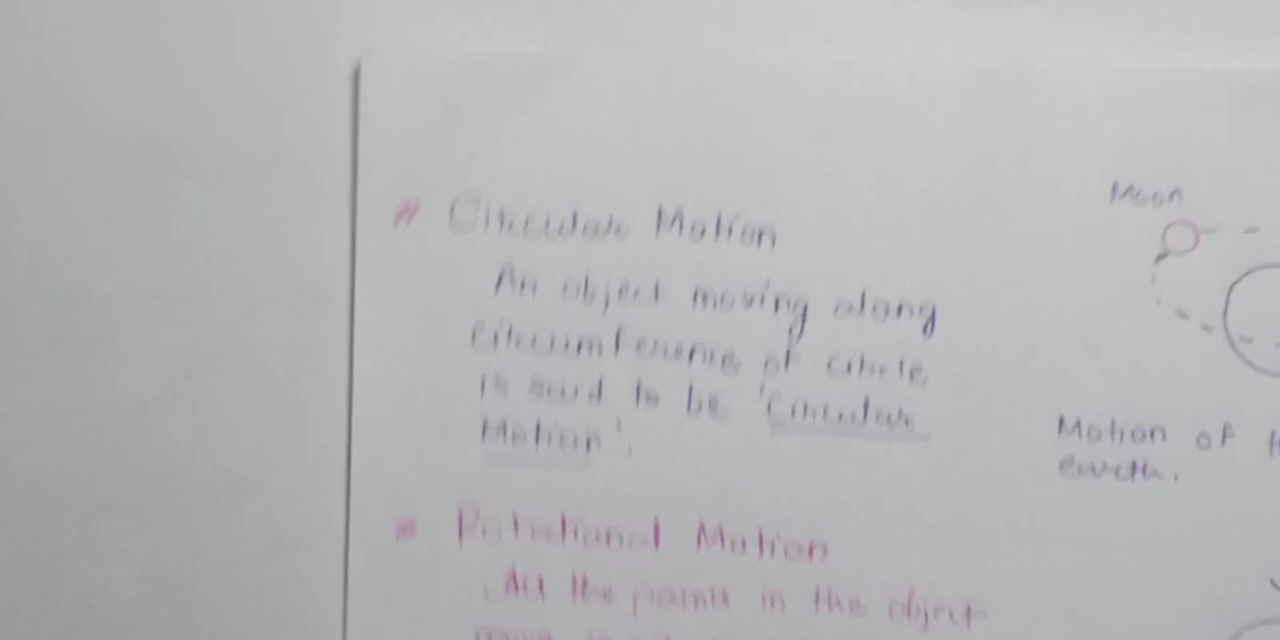 # Circular Motion
An object moving along
circumference of circle
is said to be 'Circular
Motion'.
Moon
Motion of
earth.
* Rotational Motion
All the points in the object